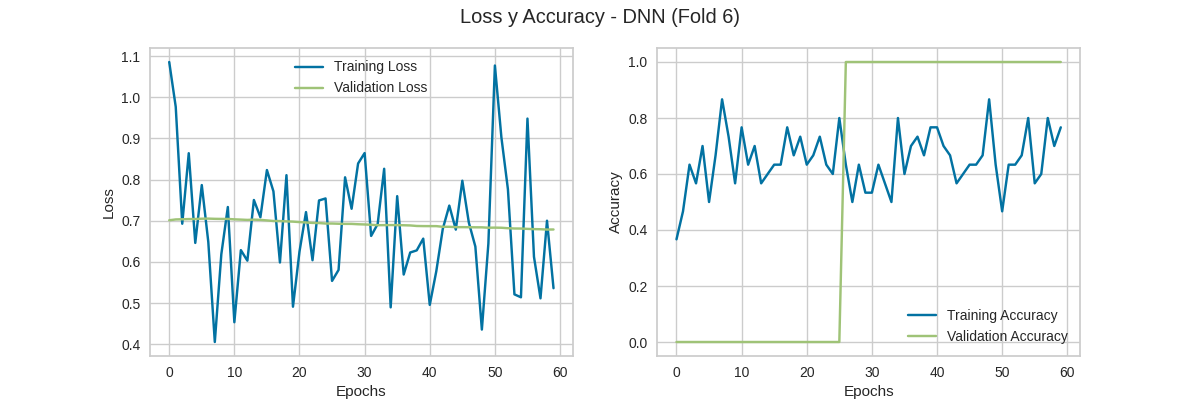 Loss y Accuracy - DNN (Fold 6)
Loss
1.1
1.0
0.9
0.8
0.7
0.6
0.5
0.4
Training Loss
Validation Loss
0 10 20 30 40 50 60
Epochs
Accuracy
1.0
0.8
0.6
0.4
0.2
0.0
Training Accuracy
Validation Accuracy
0 10 20 30 40 50 60
Epochs